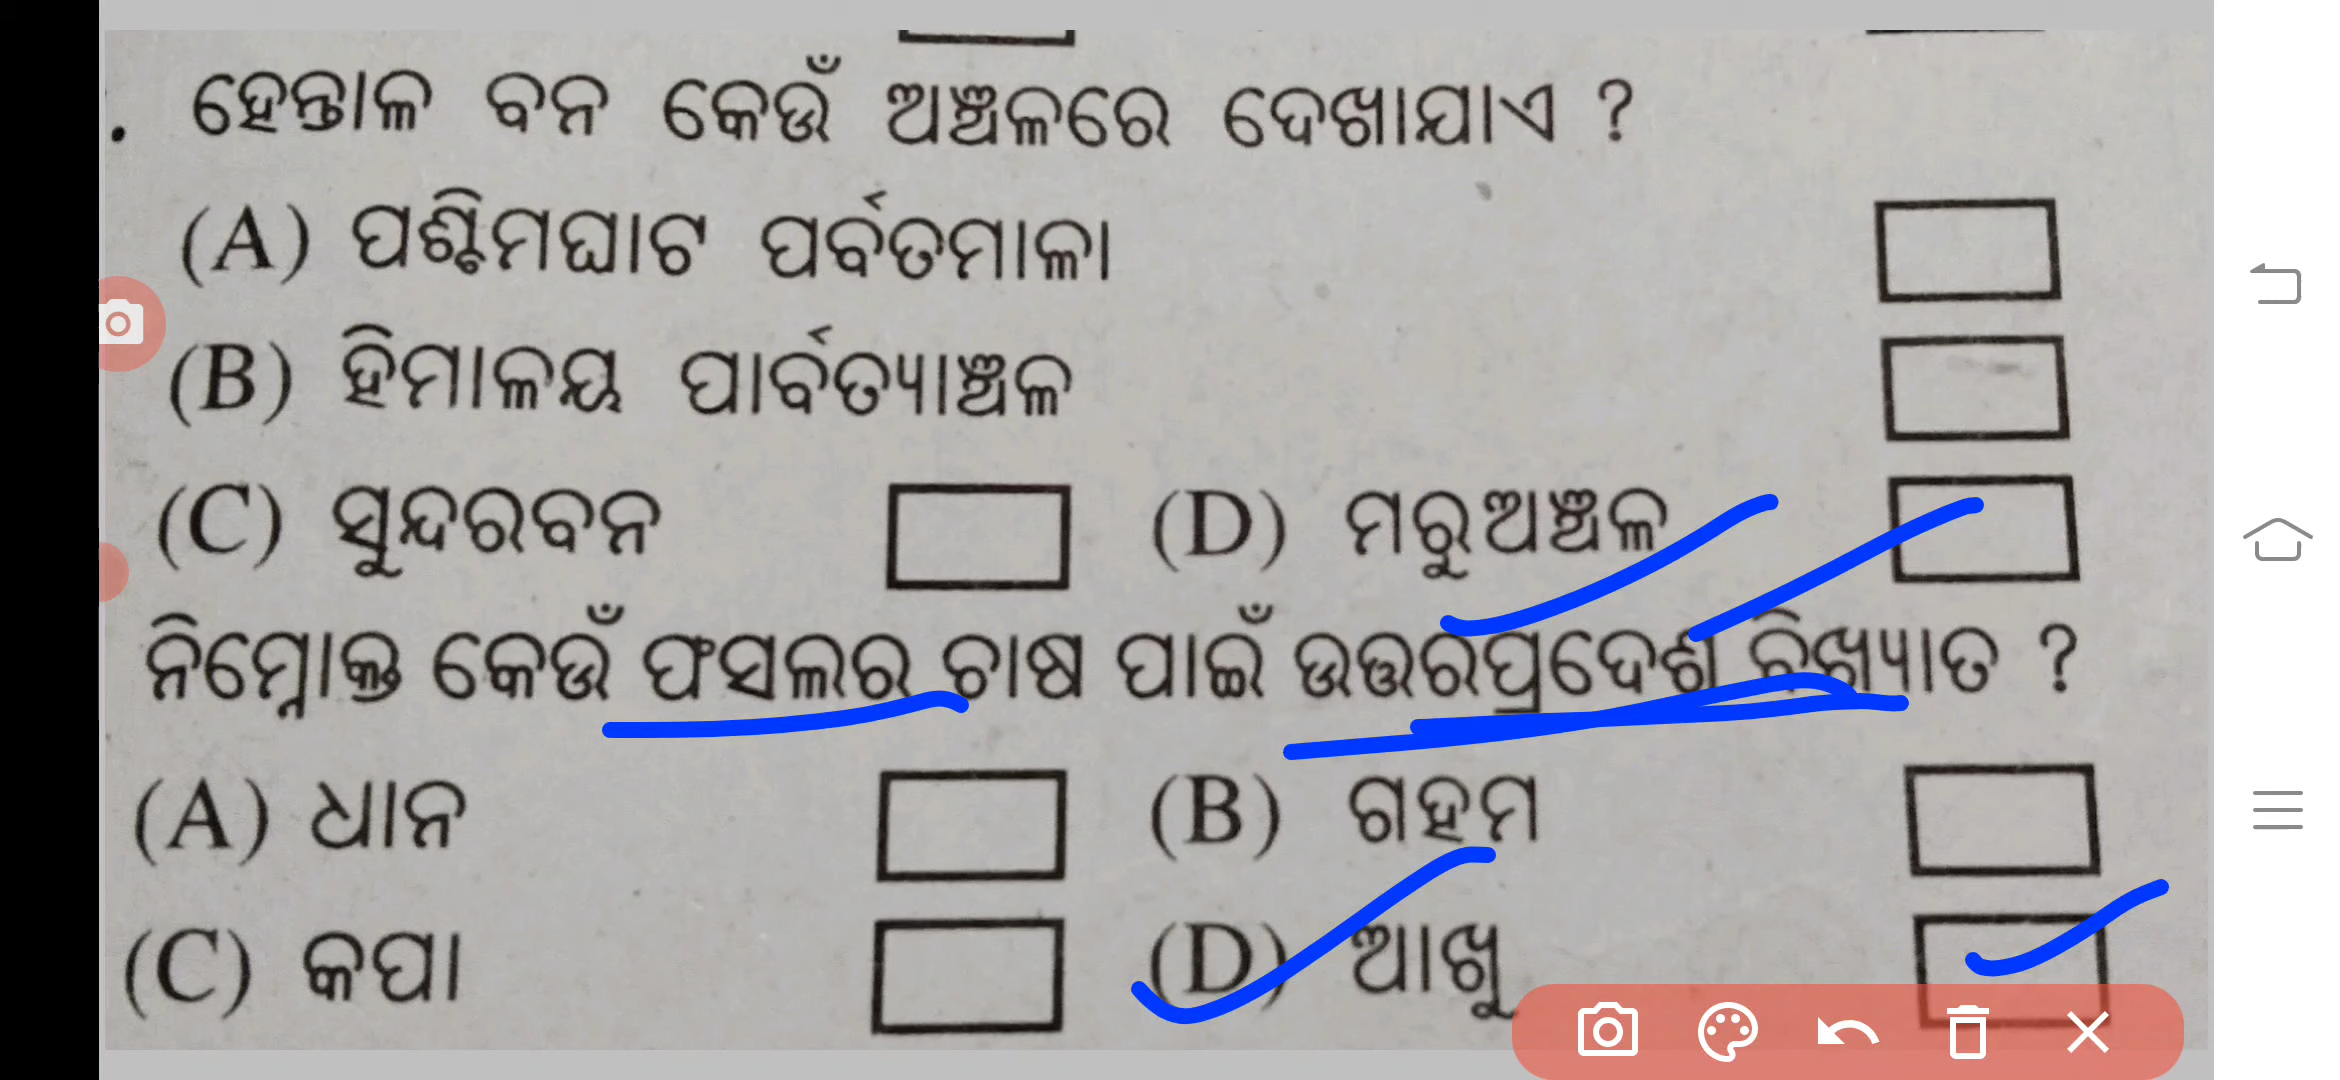 . ହେନ୍ତାଳ ବନ କେଉଁ ଅଞ୍ଚଳରେ ଦେଖାଯାଏ ?
(A) ପଶ୍ଚିମଘାଟ ପର୍ବତମାଳା
(B) ହିମାଳୟ ପାର୍ବତ୍ୟାଞ୍ଚଳ
(C) ସୁନ୍ଦରବନ (D) ମରୁଅଞ୍ଚଳ
ନିମ୍ନୋକ୍ତ କେଉଁ ଫସଲର ଚାଷ ପାଇଁ ଉତ୍ତରପ୍ରଦେଶ ବିଖ୍ୟାତ ?
(A) ଧାନ (B) ଗହମ
(C) କପା (D) ଆଖୁ